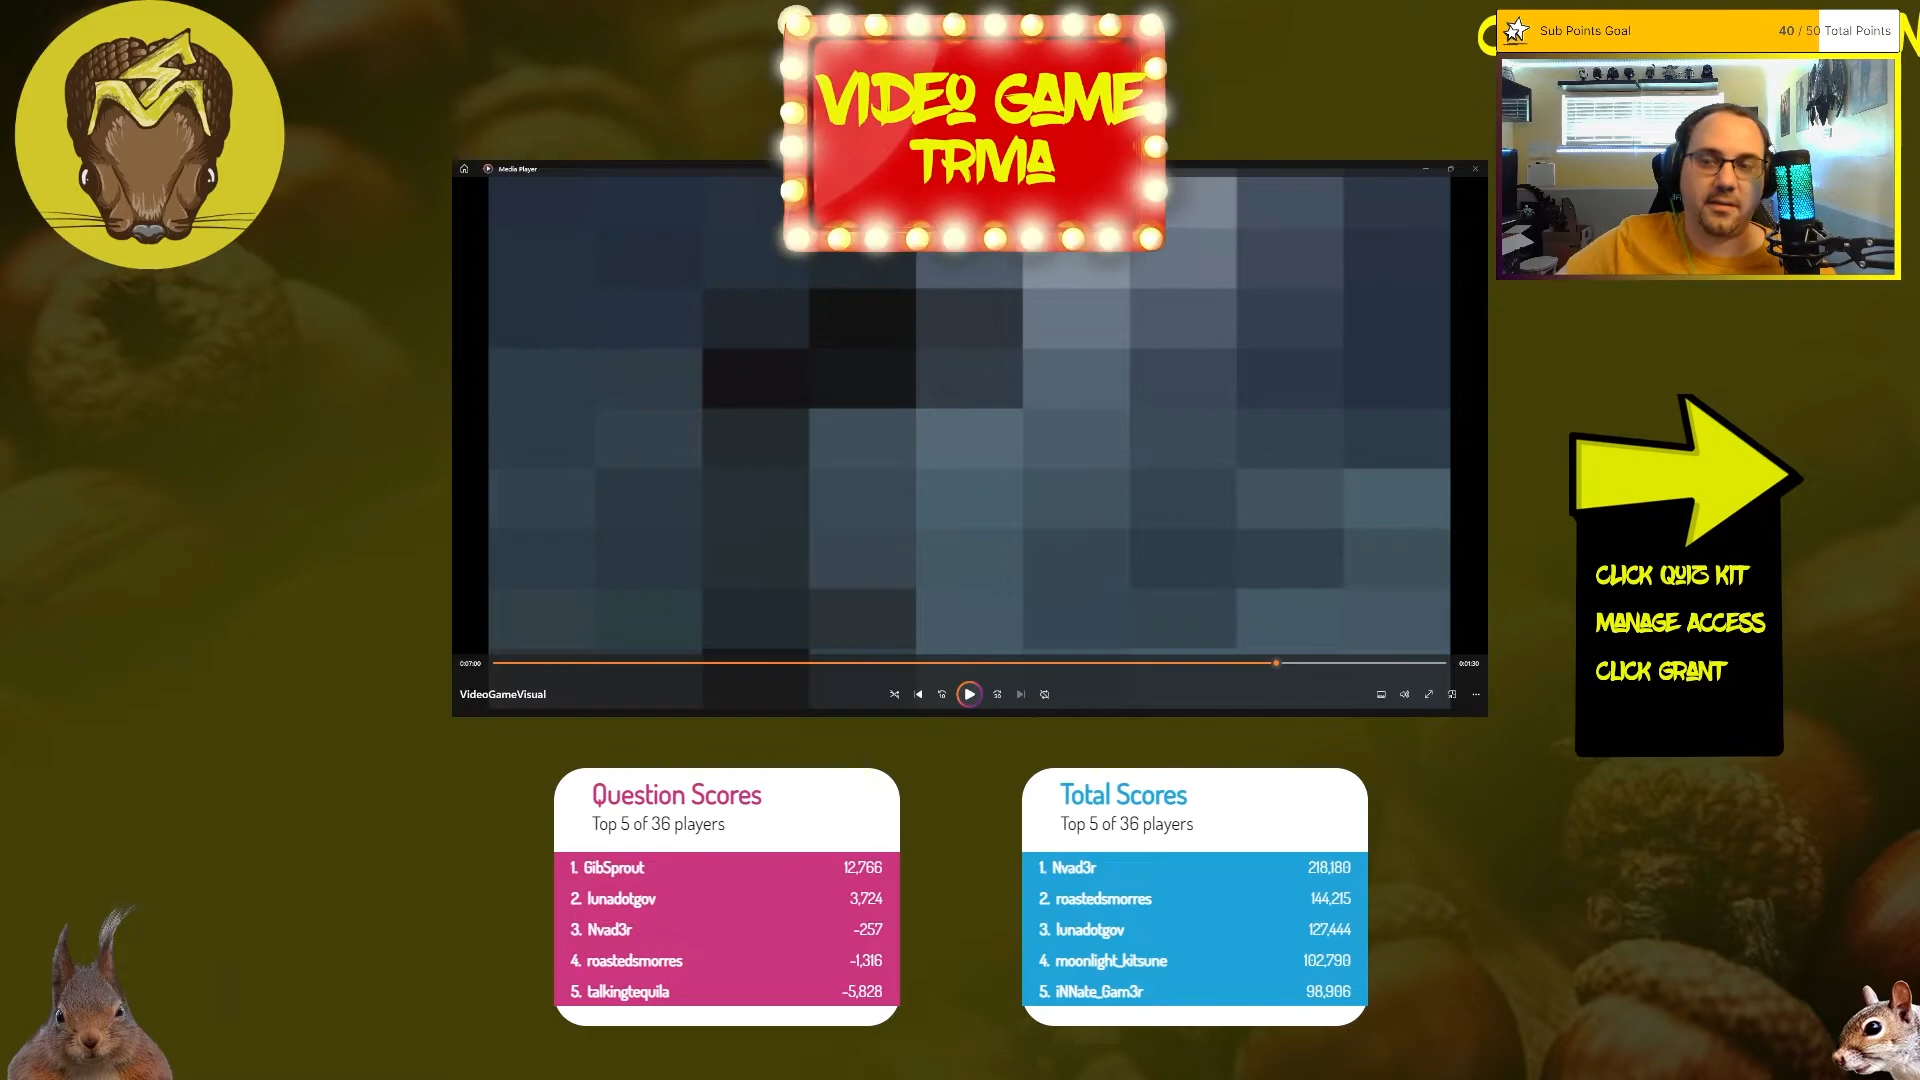 VIDEO GAME
TRIVIA
Sub Points Goal
40 / 50 Total Points
Media Player
0:07:00
0:01:30
VideoGameVisual
CLICK QUIZ KIT
MANAGE ACCESS
CLICK GRANT
Question Scores
Top 5 of 36 players
1. GibSprout 12,766
2. lunadotgov 3,724
3. Nvad3r -257
4. roastedsmorres -1,316
5. talkingtequila -5,828
Total Scores
Top 5 of 36 players
1. Nvad3r 218,180
2. roastedsmorres 144,215
3. lunadotgov 127,444
4. moonlight_kitsune 102,790
5. iNNate_Gam3r 98,906